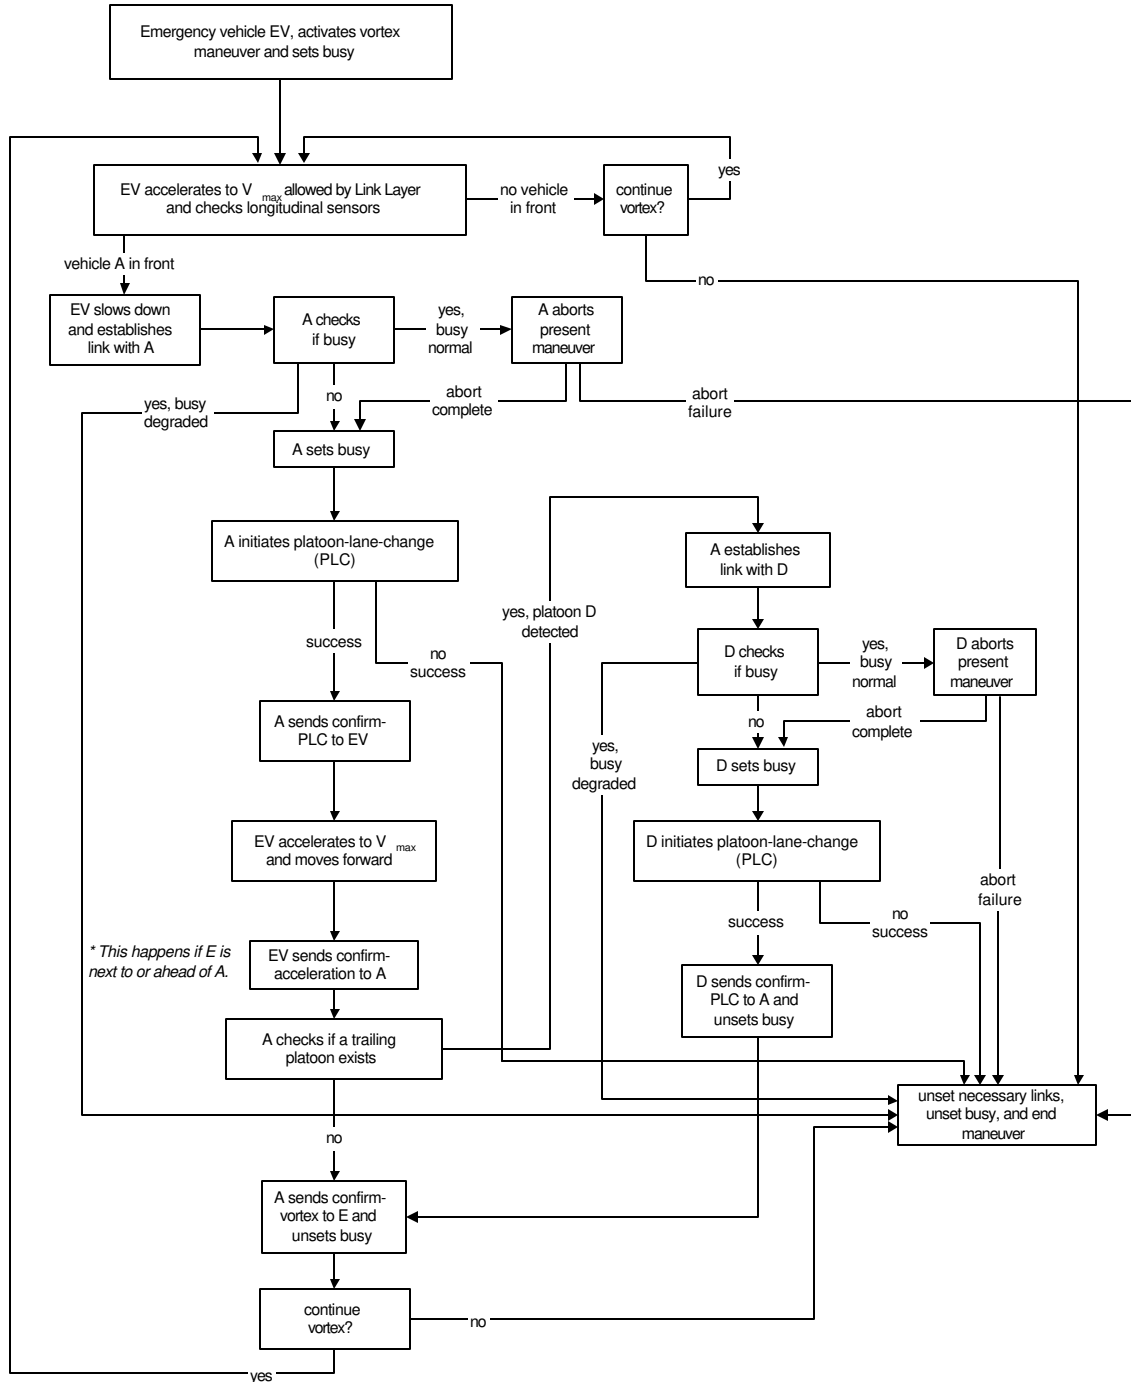 Emergency vehicle EV, activates vortex
maneuver and sets busy
EV accelerates to V max allowed by Link Layer
and checks longitudinal sensors
no vehicle
in front
continue
vortex?
yes
no
vehicle A in front
EV slows down
and establishes
link with A
A checks
if busy
yes,
busy
normal
A aborts
present
maneuver
yes, busy
degraded
no
abort
complete
abort
failure
A sets busy
A initiates platoon-lane-change
(PLC)
success
no
success
A sends confirm-
PLC to EV
EV accelerates to V max
and moves forward
* This happens if E is
next to or ahead of A.
EV sends confirm-
acceleration to A
A checks if a trailing
platoon exists
yes, platoon D
detected
A establishes
link with D
D checks
if busy
yes,
busy
normal
D aborts
present
maneuver
no
abort
complete
yes,
busy
degraded
D sets busy
D initiates platoon-lane-change
(PLC)
abort
failure
success
no
success
D sends confirm-
PLC to A and
unsets busy
unset necessary links,
unset busy, and end
maneuver
no
A sends confirm-
vortex to E and
unsets busy
continue
vortex?
no
yes